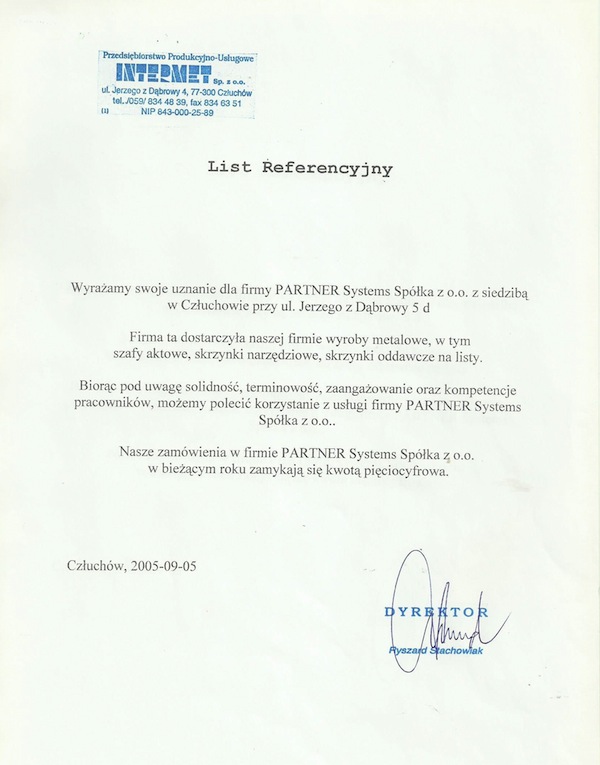 Przedsiębiorstwo Produkcyjno-Usługowe
INTERMET Sp. z o.o.
ul. Jerzego z Dąbrowy 4, 77-300 Człuchów
tel./059/ 834 48 39, fax 834 63 51
(1) NIP 843-000-25-89
List Referencyjny
Wyrażamy swoje uznanie dla firmy PARTNER Systems Spółka z o.o. z siedzibą
w Człuchowie przy ul. Jerzego z Dąbrowy 5 d
Firma ta dostarczyła naszej firmie wyroby metalowe, w tym
szafy aktowe, skrzynki narzędziowe, skrzynki oddawcze na listy.
Biorąc pod uwagę solidność, terminowość, zaangażowanie oraz kompetencje
pracowników, możemy polecić korzystanie z usługi firmy PARTNER Systems
Spółka z o.o..
Nasze zamówienia w firmie PARTNER Systems Spółka z o.o.
w bieżącym roku zamykają się kwotą pięciocyfrowa.
Człuchów, 2005-09-05
DYREKTOR
Ryszard Stachowiak